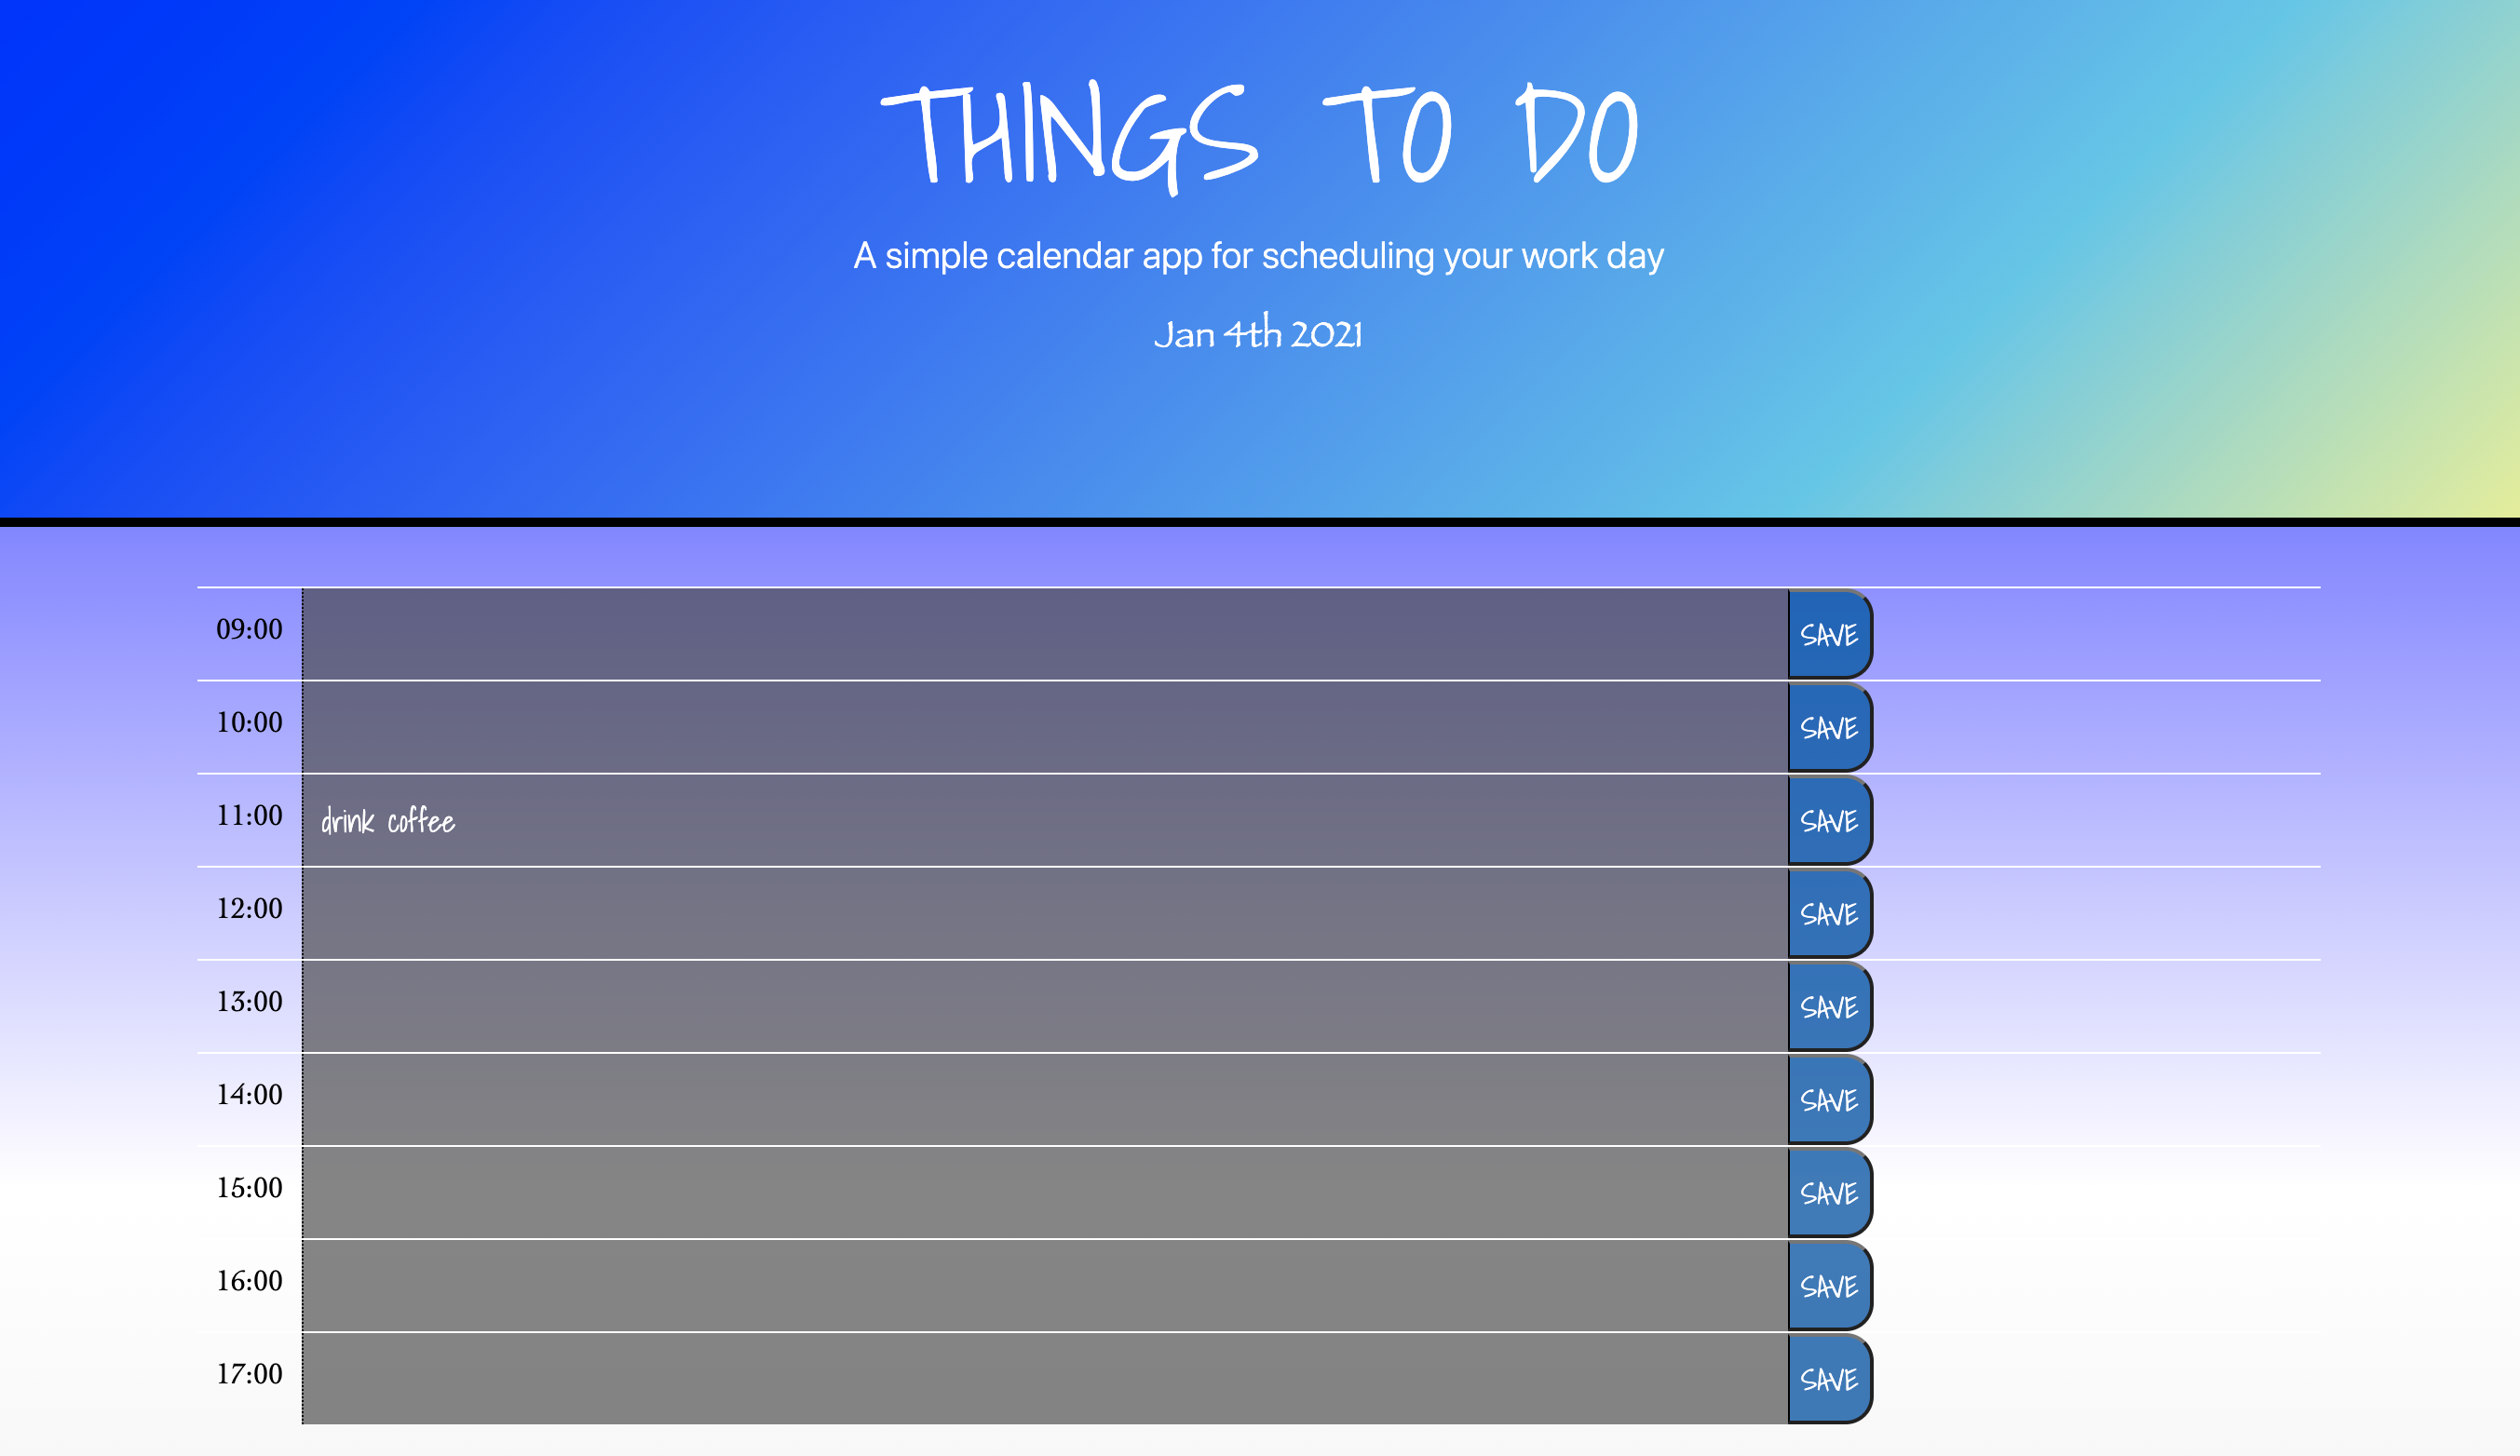 THINGS TO DO
A simple calendar app for scheduling your work day
Jan 4th 2021
09:00 SAVE
10:00 SAVE
11:00 drink coffee SAVE
12:00 SAVE
13:00 SAVE
14:00 SAVE
15:00 SAVE
16:00 SAVE
17:00 SAVE